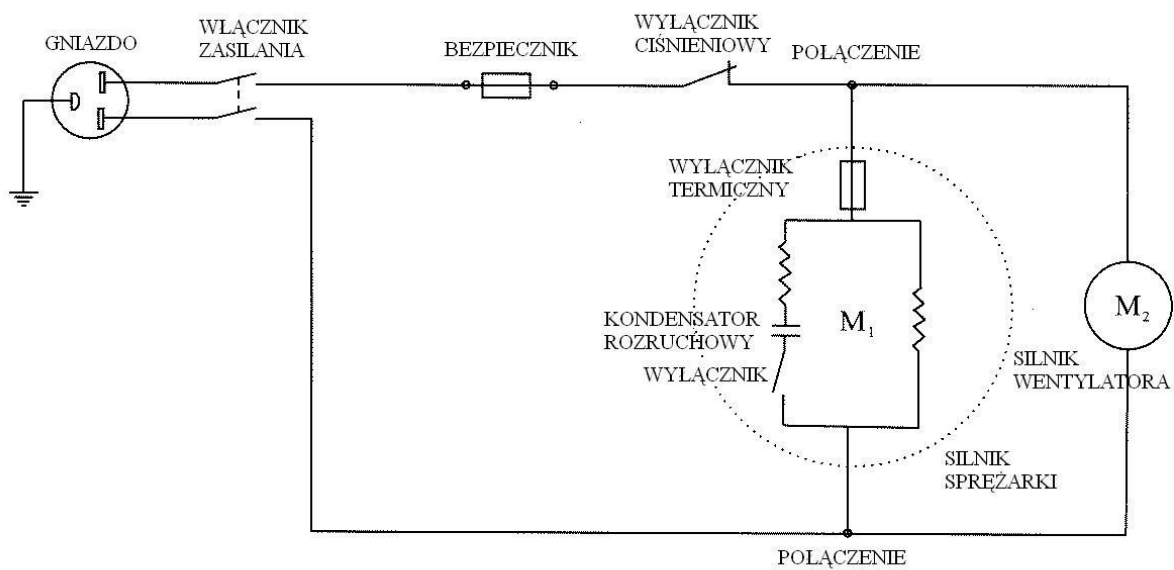 GNIAZDO
WŁĄCZNIK
ZASILANIA
BEZPIECZNIK
WYŁĄCZNIK
CIŚNIENIOWY
POŁĄCZENIE
WYŁĄCZNIK
TERMICZNY
KONDENSATOR
ROZRUCHOWY
WYŁĄCZNIK
M1
M2
SILNIK
WENTYLATORA
SILNIK
SPRĘŻARKI
POŁĄCZENIE